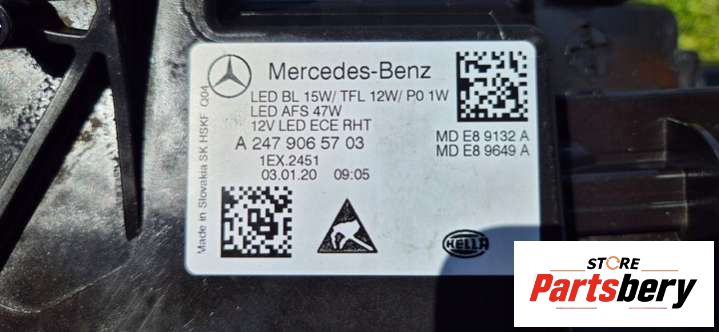 Mercedes-Benz
LED BL 15W/ TFL 12W/ PO 1W
LED AFS 47W
12V LED ECE RHT
A 247 906 57 03
1EX.2451
03.01.20 09:05
MD E8 9132 A
MD E8 9649 A
Made in Slovakia SK HSKF Q04
HELLA
STORE
Partsbery